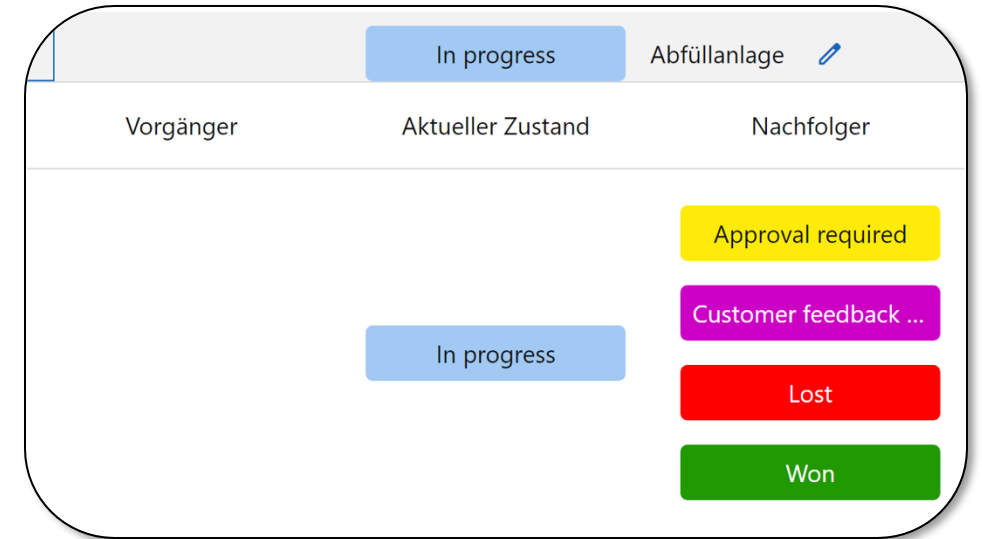 In progress Abfüllanlage
Vorgänger Aktueller Zustand Nachfolger
Approval required
Customer feedback ...
In progress
Lost
Won